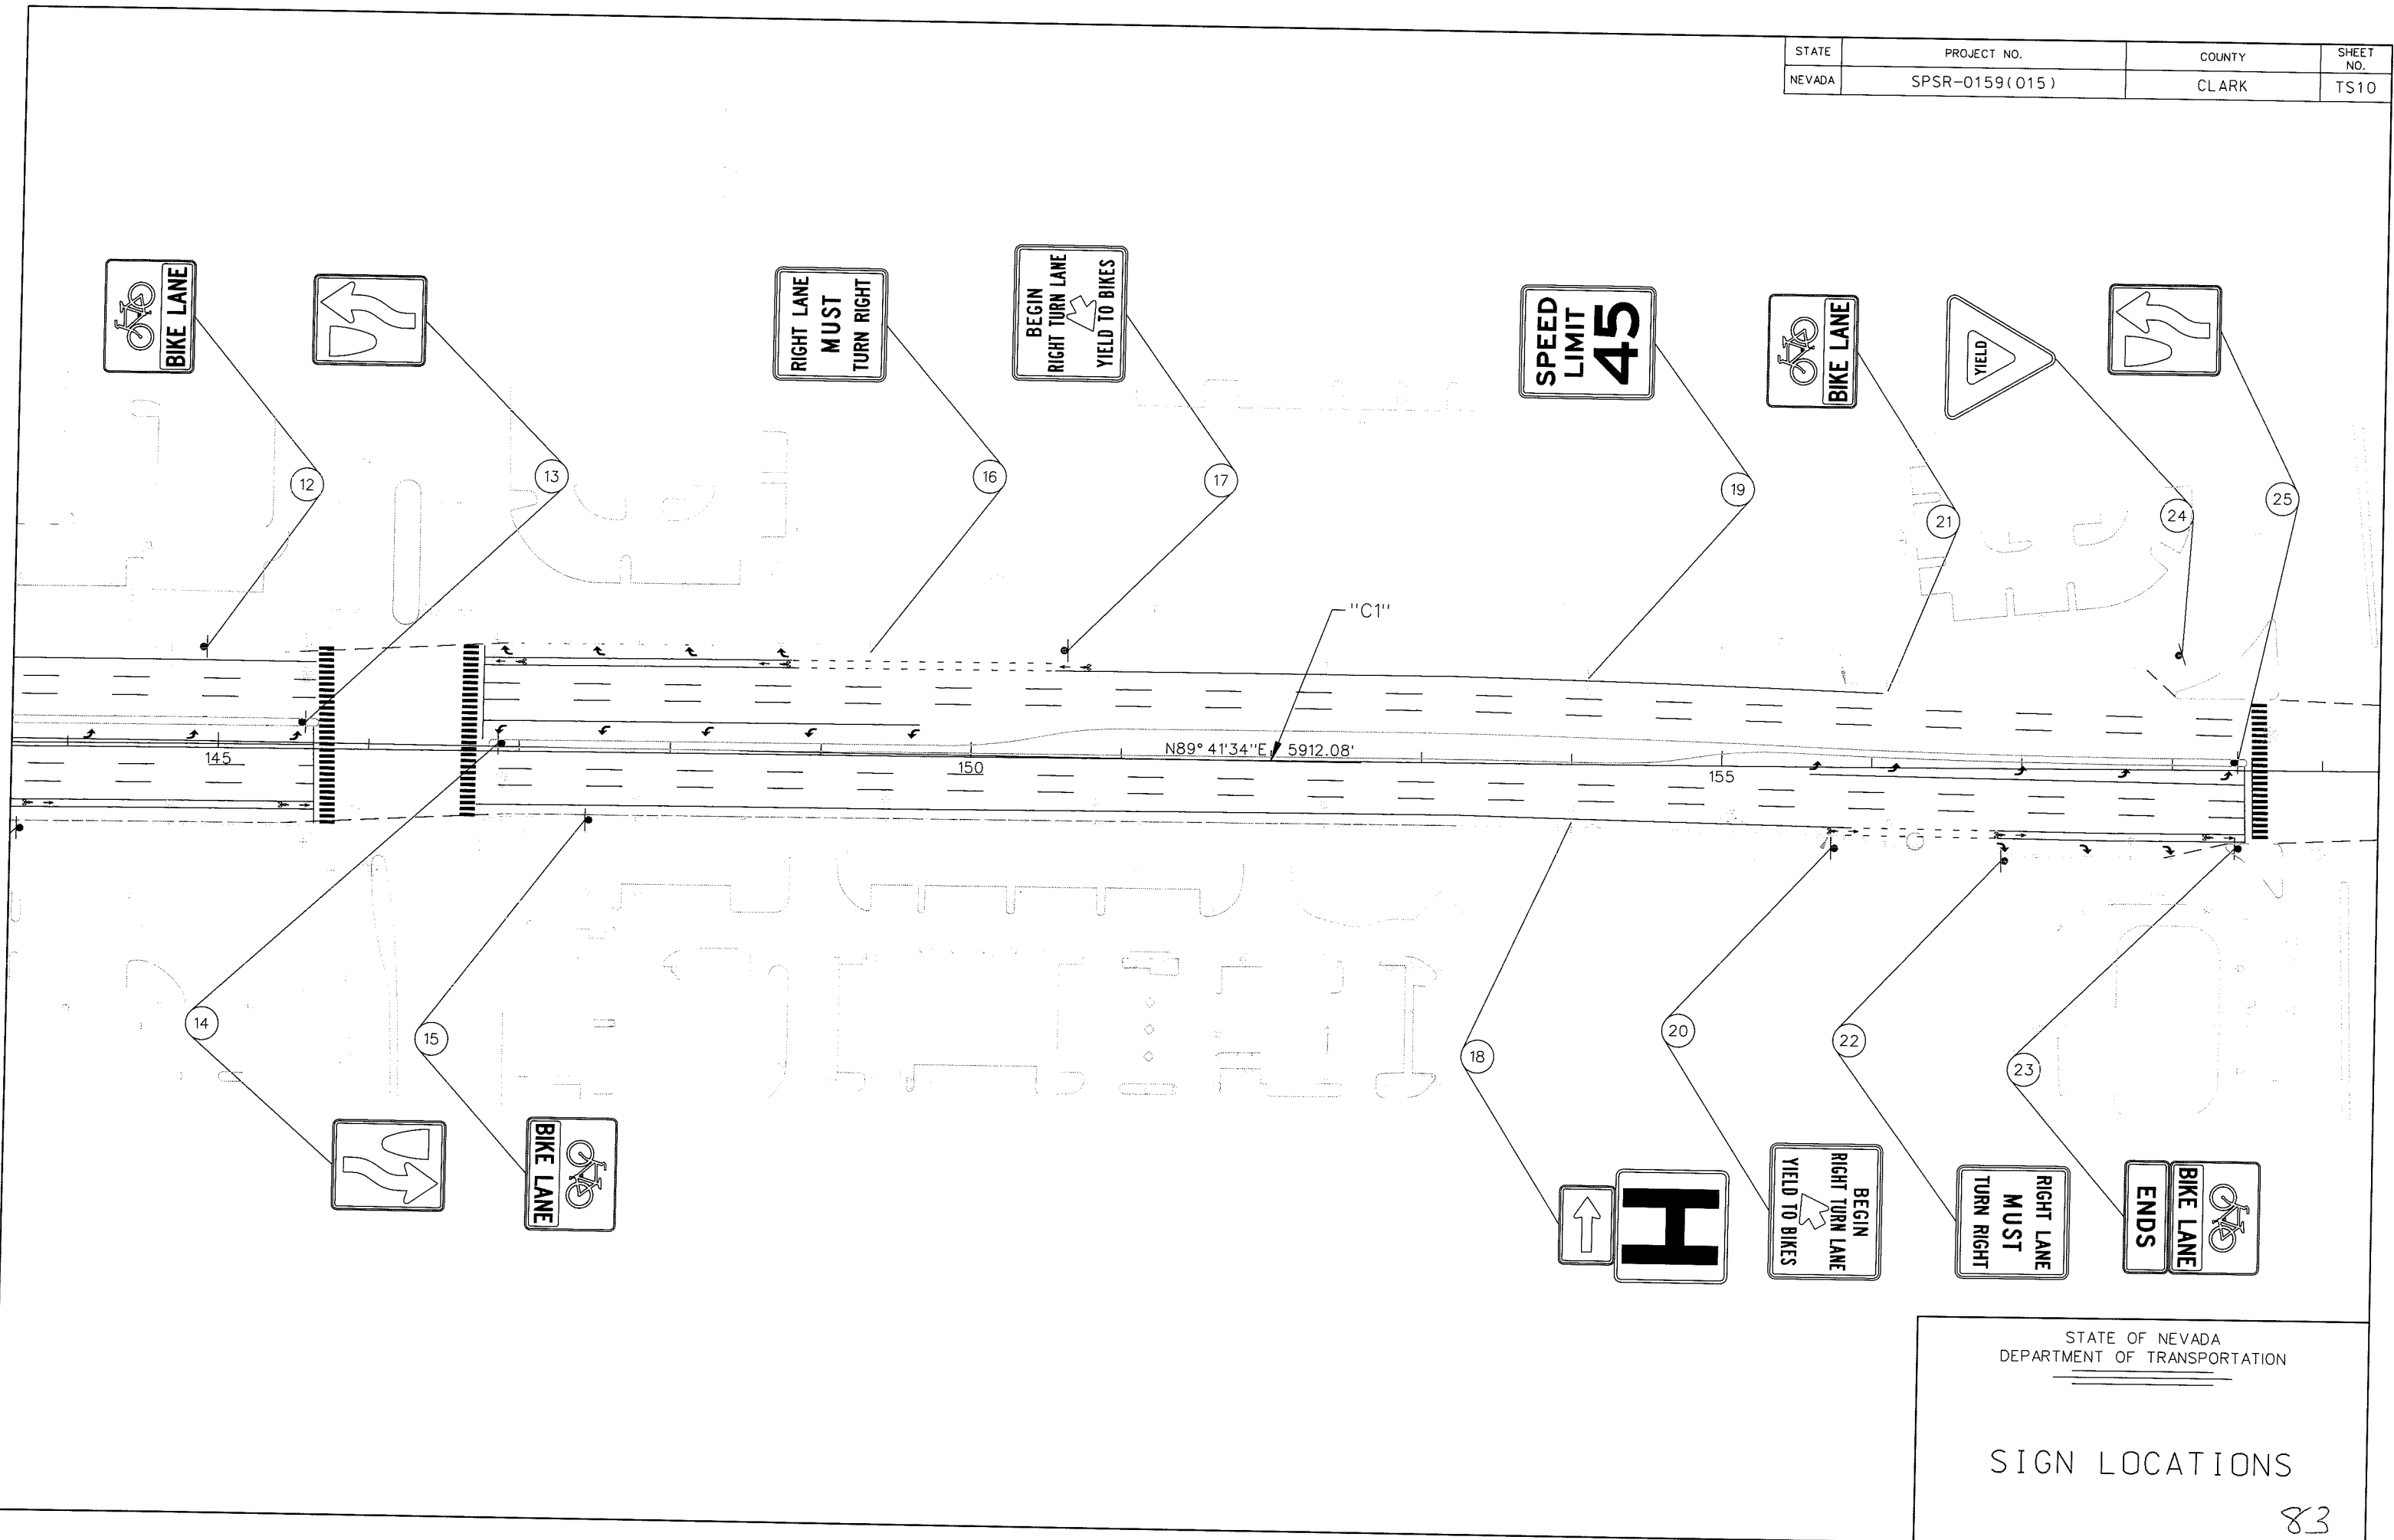 STATE PROJECT NO. COUNTY SHEET NO.
NEVADA SPSR-0159(015) CLARK TS10
BIKE LANE
RIGHT LANE
MUST
TURN RIGHT
BEGIN
RIGHT TURN LANE
YIELD TO BIKES
SPEED
LIMIT
45
BIKE LANE
YIELD
12
13
16
17
19
21
24
25
"C1"
N89° 41'34"E 5912.08'
145
150
155
14
15
18
20
22
23
BIKE LANE
H
BEGIN
RIGHT TURN LANE
YIELD TO BIKES
RIGHT LANE
MUST
TURN RIGHT
BIKE LANE
ENDS
STATE OF NEVADA
DEPARTMENT OF TRANSPORTATION
SIGN LOCATIONS
83